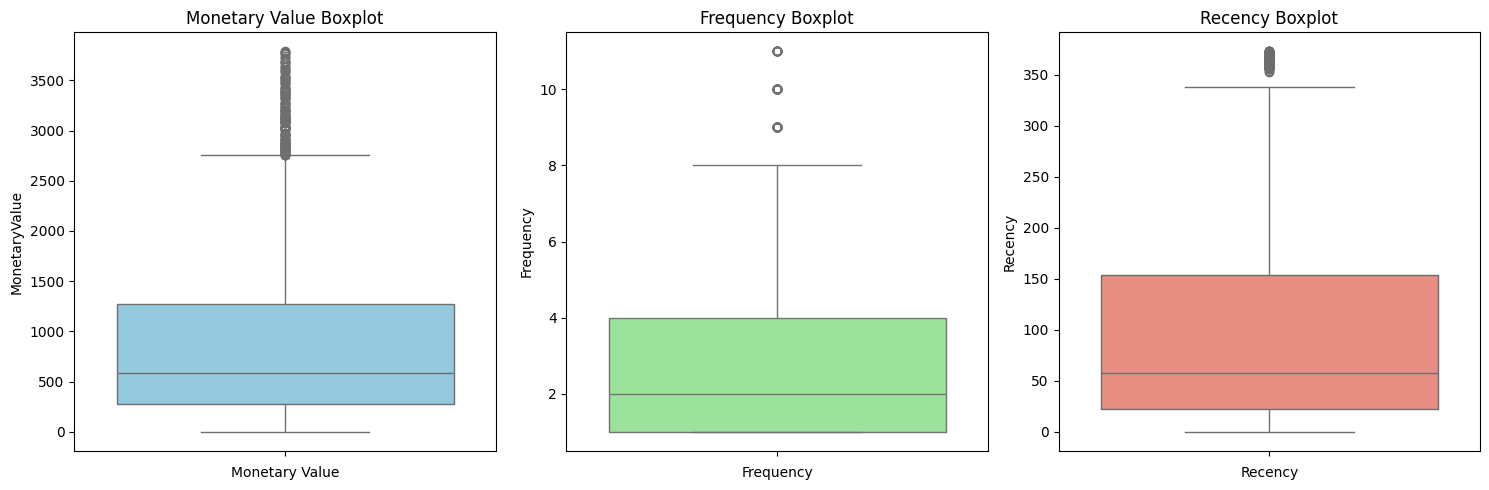 Monetary Value Boxplot
MonetaryValue
3500
3000
2500
2000
1500
1000
500
0
Monetary Value
Frequency Boxplot
Frequency
10
8
6
4
2
Frequency
Recency Boxplot
Recency
350
300
250
200
150
100
50
0
Recency